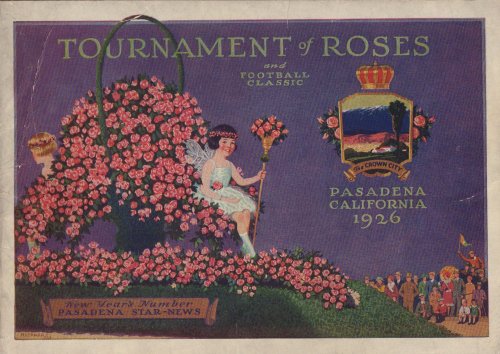 TOURNAMENT of ROSES
and
FOOTBALL
CLASSIC
The CROWN CITY
PASADENA
CALIFORNIA
1926
New Year's Number
PASADENA STAR-NEWS